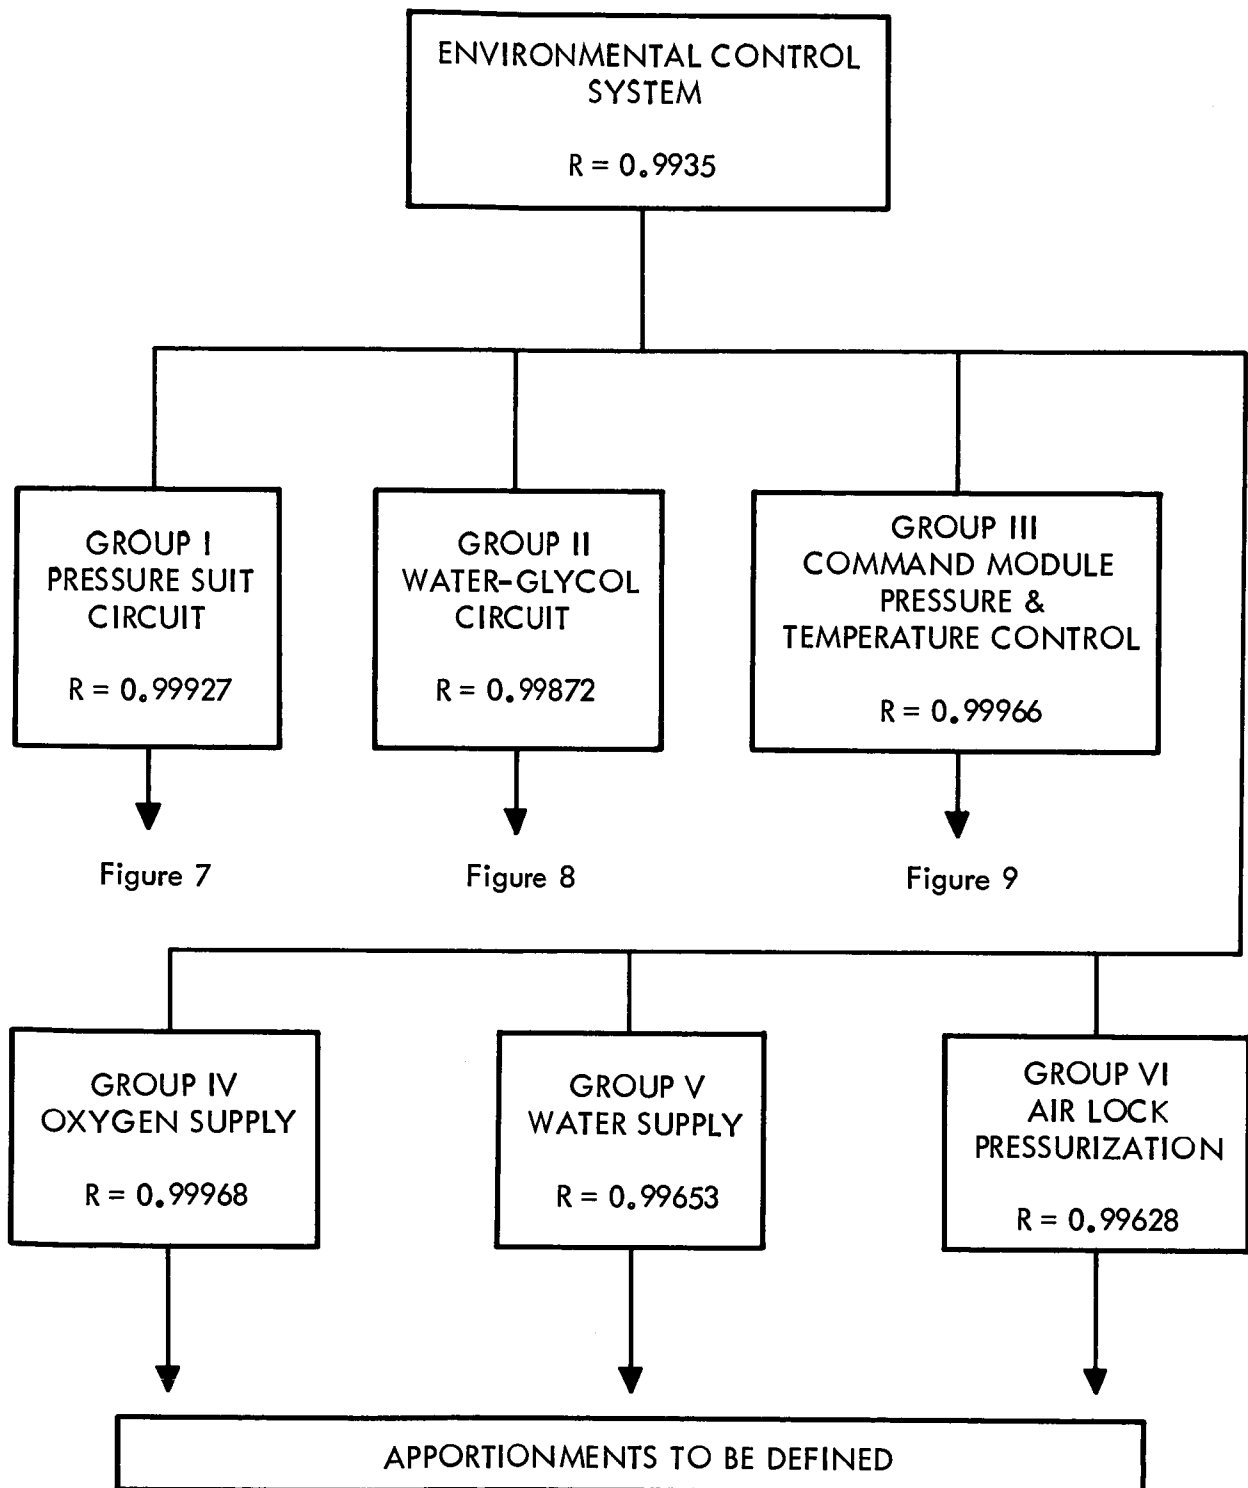 ENVIRONMENTAL CONTROL
SYSTEM
R = 0.9935
GROUP I
PRESSURE SUIT
CIRCUIT
R = 0.99927
GROUP II
WATER-GLYCOL
CIRCUIT
R = 0.99872
GROUP III
COMMAND MODULE
PRESSURE &
TEMPERATURE CONTROL
R = 0.99966
Figure 7
Figure 8
Figure 9
GROUP IV
OXYGEN SUPPLY
R = 0.99968
GROUP V
WATER SUPPLY
R = 0.99653
GROUP VI
AIR LOCK
PRESSURIZATION
R = 0.99628
APPORTIONMENTS TO BE DEFINED